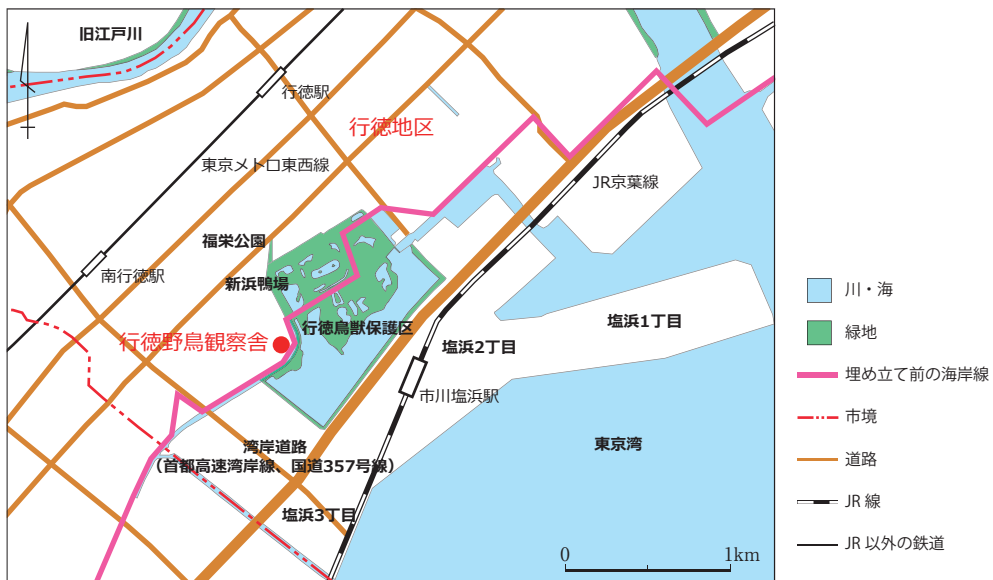 旧江戸川
行徳駅
行徳地区
東京メトロ東西線
JR京葉線
福栄公園
南行徳駅
新浜鴨場
行徳鳥獣保護区
塩浜1丁目
行徳野鳥観察舎
塩浜2丁目
市川塩浜駅
湾岸道路
（首都高速湾岸線、国道357号線）
東京湾
塩浜3丁目
0 1km
川・海
緑地
埋め立て前の海岸線
市境
道路
JR 線
JR 以外の鉄道